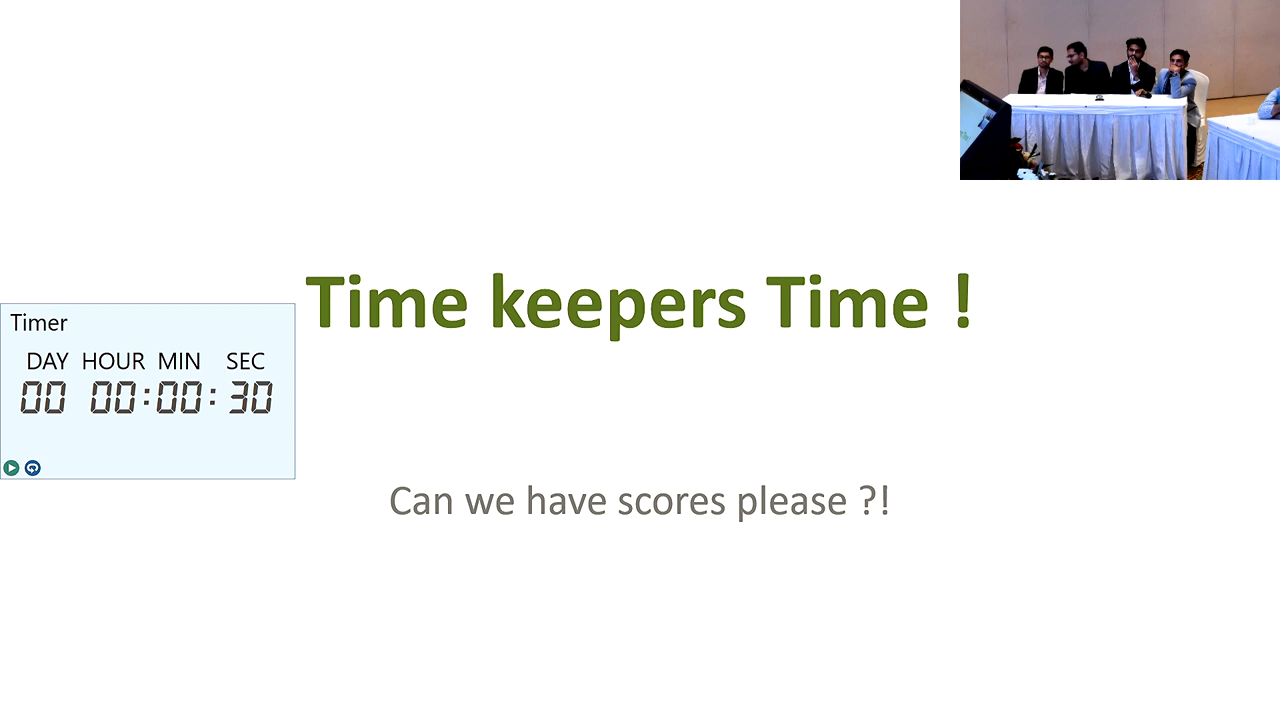 Time keepers Time !
Timer
DAY HOUR MIN SEC
00 00:00:30
Can we have scores please ?!